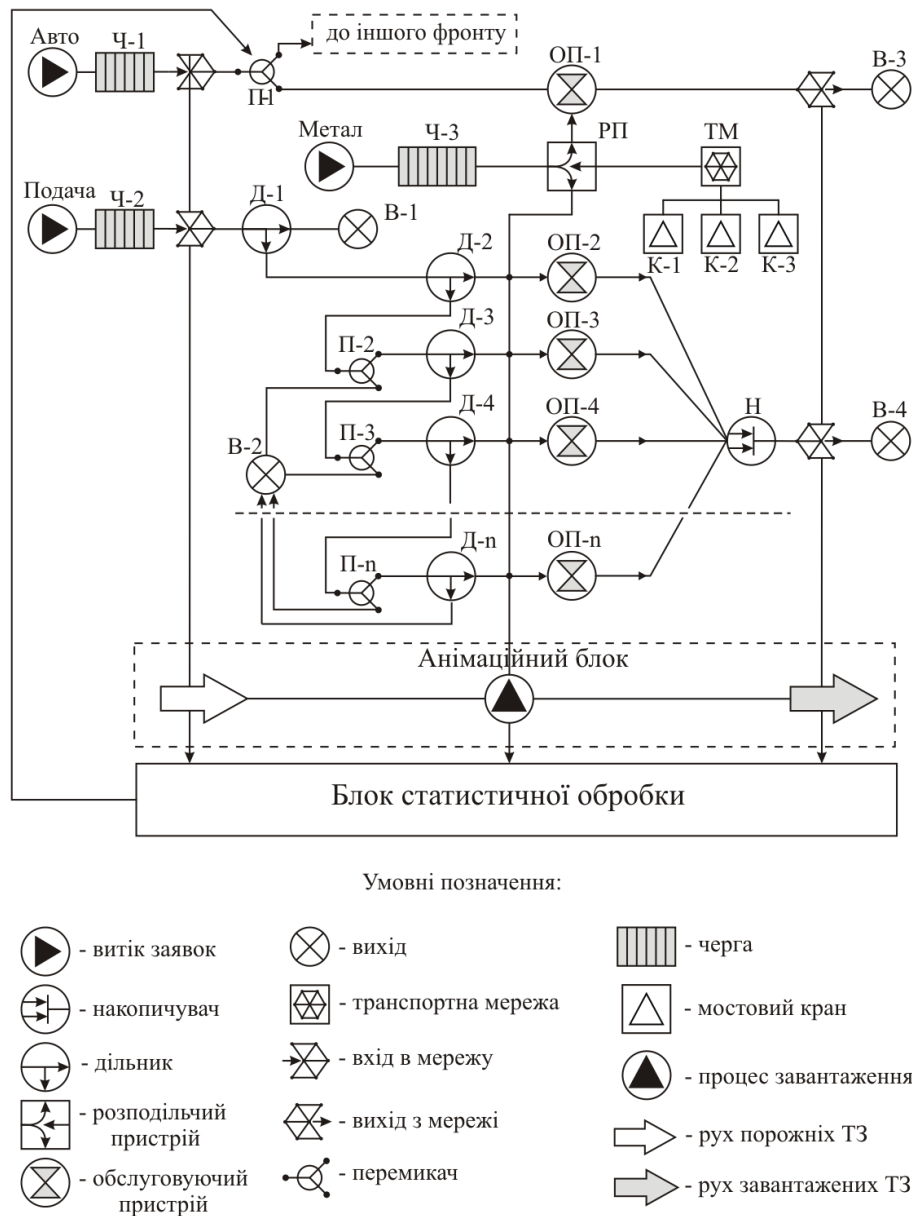 до іншого фронту
Авто
Ч-1
П-1
ОП-1
В-3
Метал
Ч-3
РП
ТМ
Подача
Ч-2
Д-1
В-1
К-1
К-2
К-3
Д-2
ОП-2
Д-3
ОП-3
П-2
Д-4
ОП-4
П-3
Н
В-4
В-2
Д-n
ОП-n
П-n
Анімаційний блок
Блок статистичної обробки
Умовні позначення:
- витік заявок
- вихід
- черга
- накопичувач
- транспортна мережа
- мостовий кран
- дільник
- вхід в мережу
- процес завантаження
- розподільчий
пристрій
- вихід з мережі
- рух порожніх ТЗ
- обслуговуючий
пристрій
- перемикач
- рух завантажених ТЗ